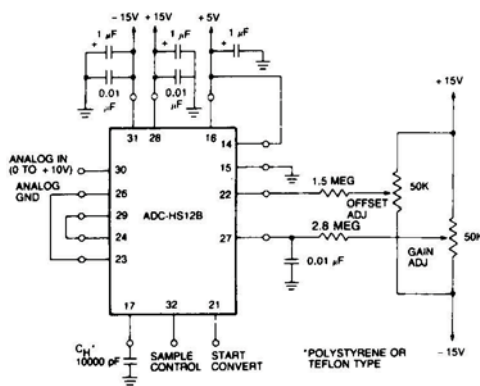 - 15V +15V +5V
1 µF 1 µF 1 µF
+ + +
0.01 µF 0.01 µF
31 28 16
+ 15V
14
ANALOG IN (0 TO + 10V) 30
15
1.5 MEG 50K
ANALOG GND 26
22
OFFSET ADJ
29
ADC-HS12B
2.8 MEG
24
27
GAIN ADJ 50K
23
0.01 µF
17 32 21
C_H* 10000 pF
SAMPLE CONTROL
START CONVERT
*POLYSTYRENE OR TEFLON TYPE
- 15V